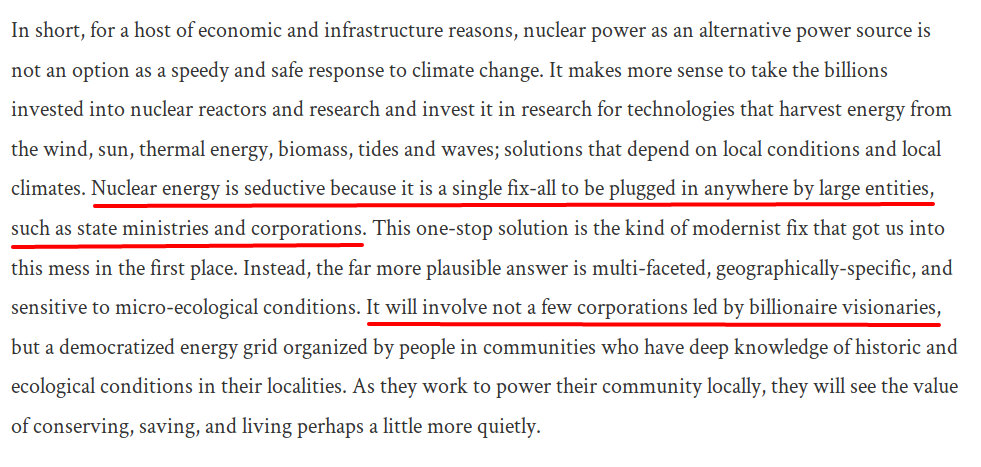 In short, for a host of economic and infrastructure reasons, nuclear power as an alternative power source is
not an option as a speedy and safe response to climate change. It makes more sense to take the billions
invested into nuclear reactors and research and invest it in research for technologies that harvest energy from
the wind, sun, thermal energy, biomass, tides and waves; solutions that depend on local conditions and local
climates. Nuclear energy is seductive because it is a single fix-all to be plugged in anywhere by large entities,
such as state ministries and corporations. This one-stop solution is the kind of modernist fix that got us into
this mess in the first place. Instead, the far more plausible answer is multi-faceted, geographically-specific, and
sensitive to micro-ecological conditions. It will involve not a few corporations led by billionaire visionaries,
but a democratized energy grid organized by people in communities who have deep knowledge of historic and
ecological conditions in their localities. As they work to power their community locally, they will see the value
of conserving, saving, and living perhaps a little more quietly.